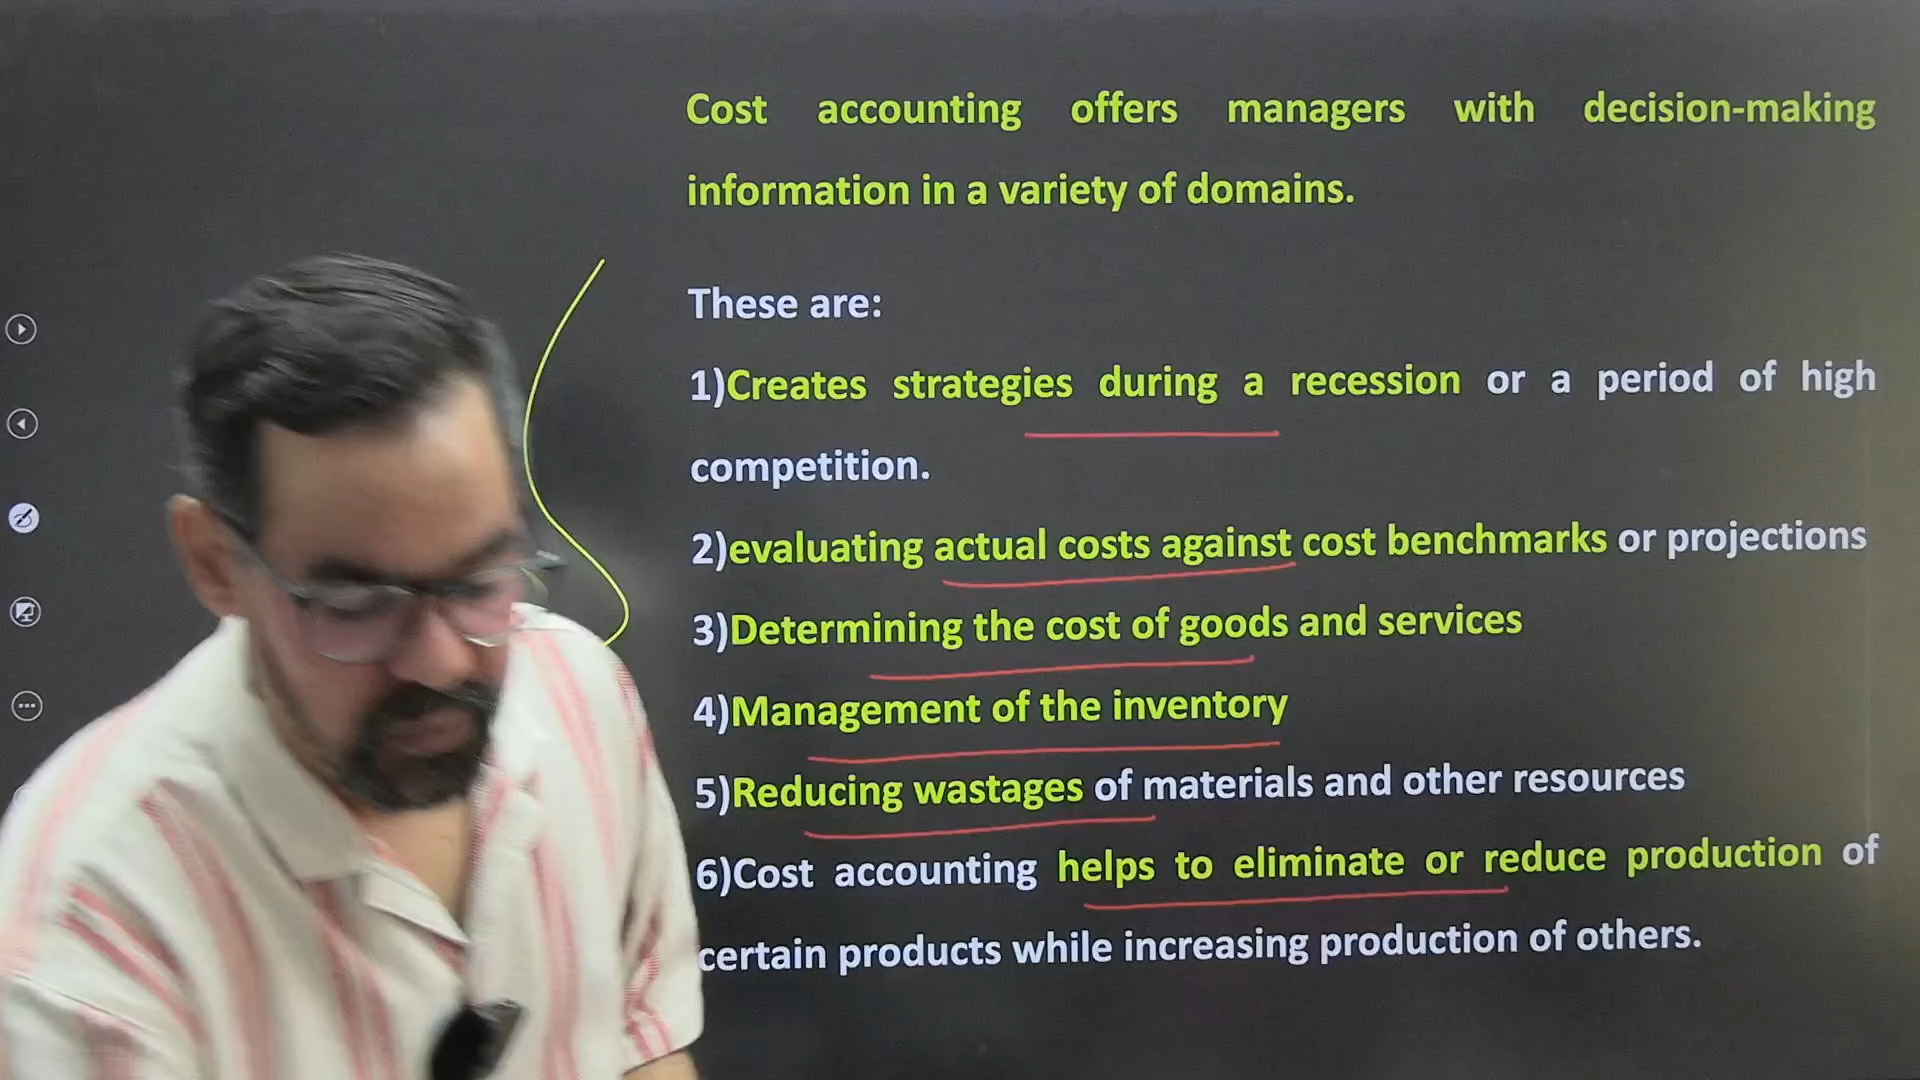 Cost accounting offers managers with decision-making
information in a variety of domains.
These are:
1)Creates strategies during a recession or a period of high
competition.
2)evaluating actual costs against cost benchmarks or projections
3)Determining the cost of goods and services
4)Management of the inventory
5)Reducing wastages of materials and other resources
6)Cost accounting helps to eliminate or reduce production of
certain products while increasing production of others.